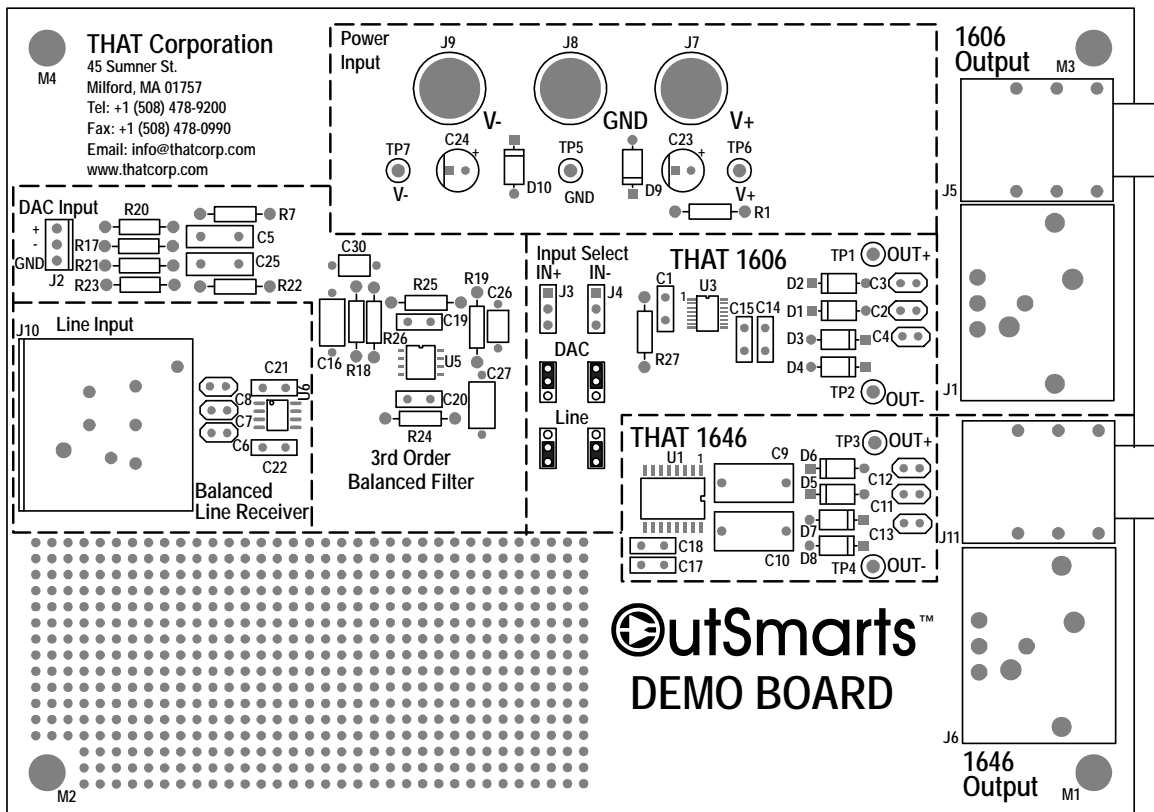 M4
THAT Corporation
45 Sumner St.
Milford, MA 01757
Tel: +1 (508) 478-9200
Fax: +1 (508) 478-0990
Email: info@thatcorp.com
www.thatcorp.com
Power
Input
J9
J8
J7
V-
GND
V+
C24
+
C23
+
TP7
V-
D10
TP5
GND
D9
TP6
V+
R1
1606
Output
M3
J5
DAC Input
+
-
GND
J2
R20
R17
R21
R23
R7
C5
C25
R22
J10
Line Input
C8
C7
C6
C21
U6
C22
Balanced
Line Receiver
C30
C16
R18
R26
R25
C19
U5
C20
R24
R19
C26
C27
3rd Order
Balanced Filter
Input Select
IN+
IN-
J3
J4
DAC
Line
THAT 1606
C1
R27
1
U3
C15
C14
TP1
OUT+
D2
D1
D3
D4
C3
C2
C4
TP2
OUT-
J1
THAT 1646
U1
1
C9
C10
C18
C17
TP3
OUT+
D6
D5
D7
D8
C12
C11
C13
TP4
OUT-
J11
J6
OutSmarts™
DEMO BOARD
1646
Output
M1
M2